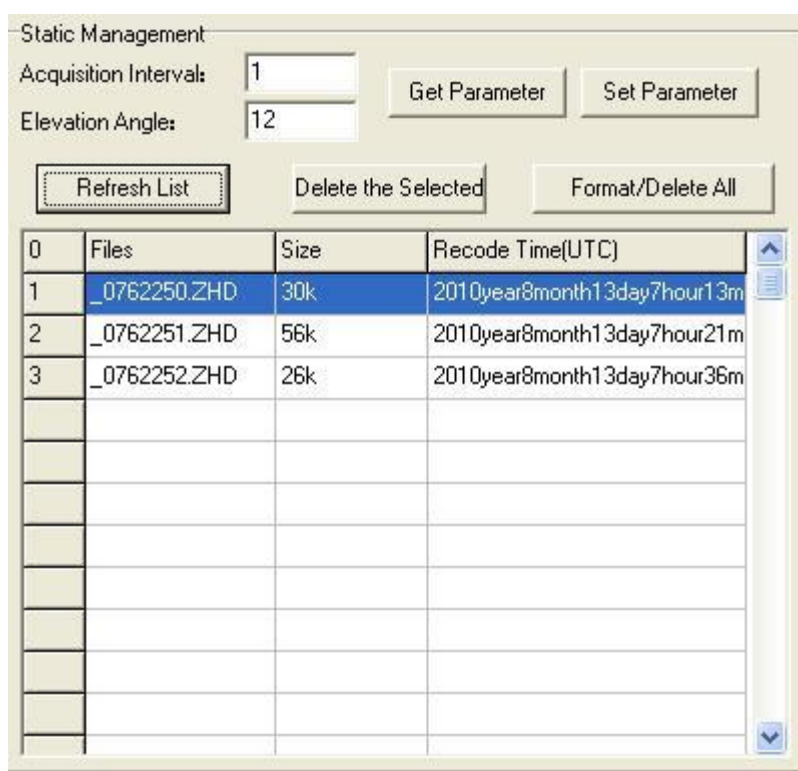 Static Management
Acquisition Interval: 1
Get Parameter Set Parameter
Elevation Angle: 12
Refresh List Delete the Selected Format/Delete All
0 Files Size Recode Time(UTC)
1 _0762250.ZHD 30k 2010year8month13day7hour13m
2 _0762251.ZHD 56k 2010year8month13day7hour21m
3 _0762252.ZHD 26k 2010year8month13day7hour36m